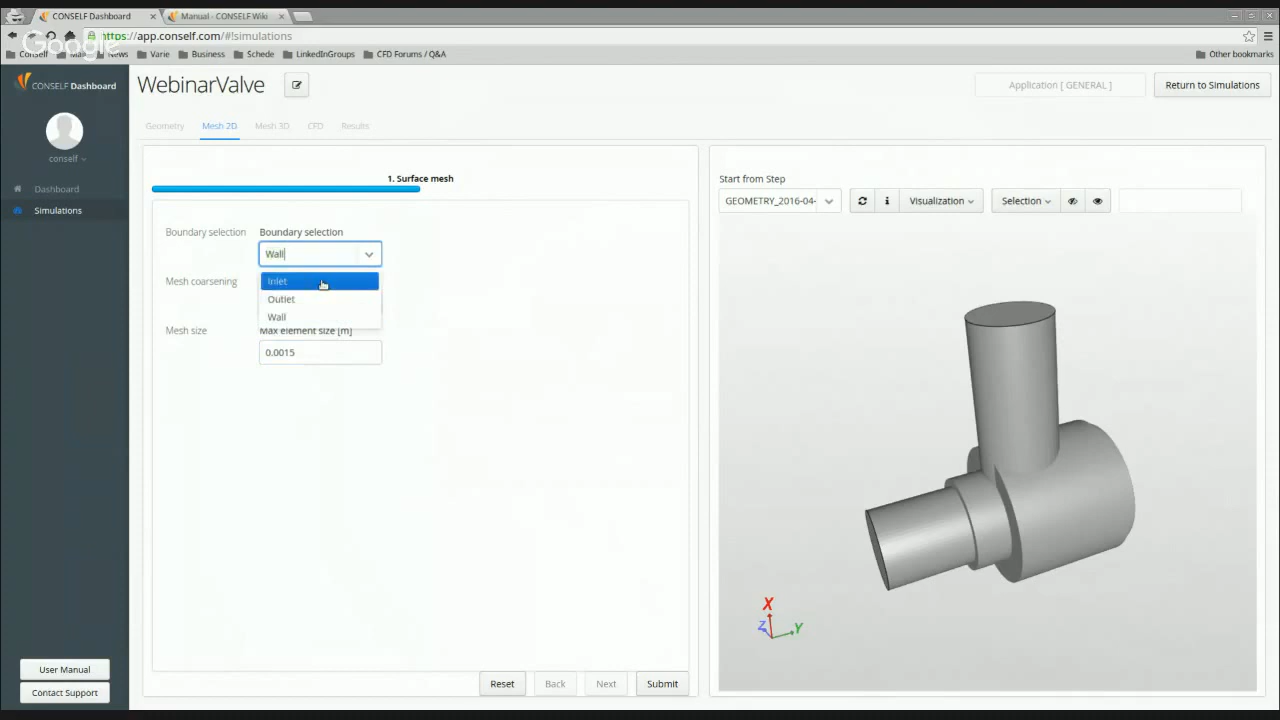 CONSELF Dashboard
Manual - CONSELF Wiki
https://app.conself.com/#!simulations
Google
Conself
News
Varie
Business
Schede
LinkedInGroups
CFD Forums / Q&A
Other bookmarks
CONSELF Dashboard
WebinarValve
Application [ GENERAL ]
Return to Simulations
Geometry
Mesh 2D
Mesh 3D
CFD
Results
conself
Dashboard
Simulations
1. Surface mesh
Start from Step
GEOMETRY_2016-04-
Visualization
Selection
Boundary selection
Boundary selection
Wall
Mesh coarsening
Inlet
Outlet
Wall
Mesh size
Max element size [m]
0.0015
X
Z
Y
User Manual
Contact Support
Reset
Back
Next
Submit